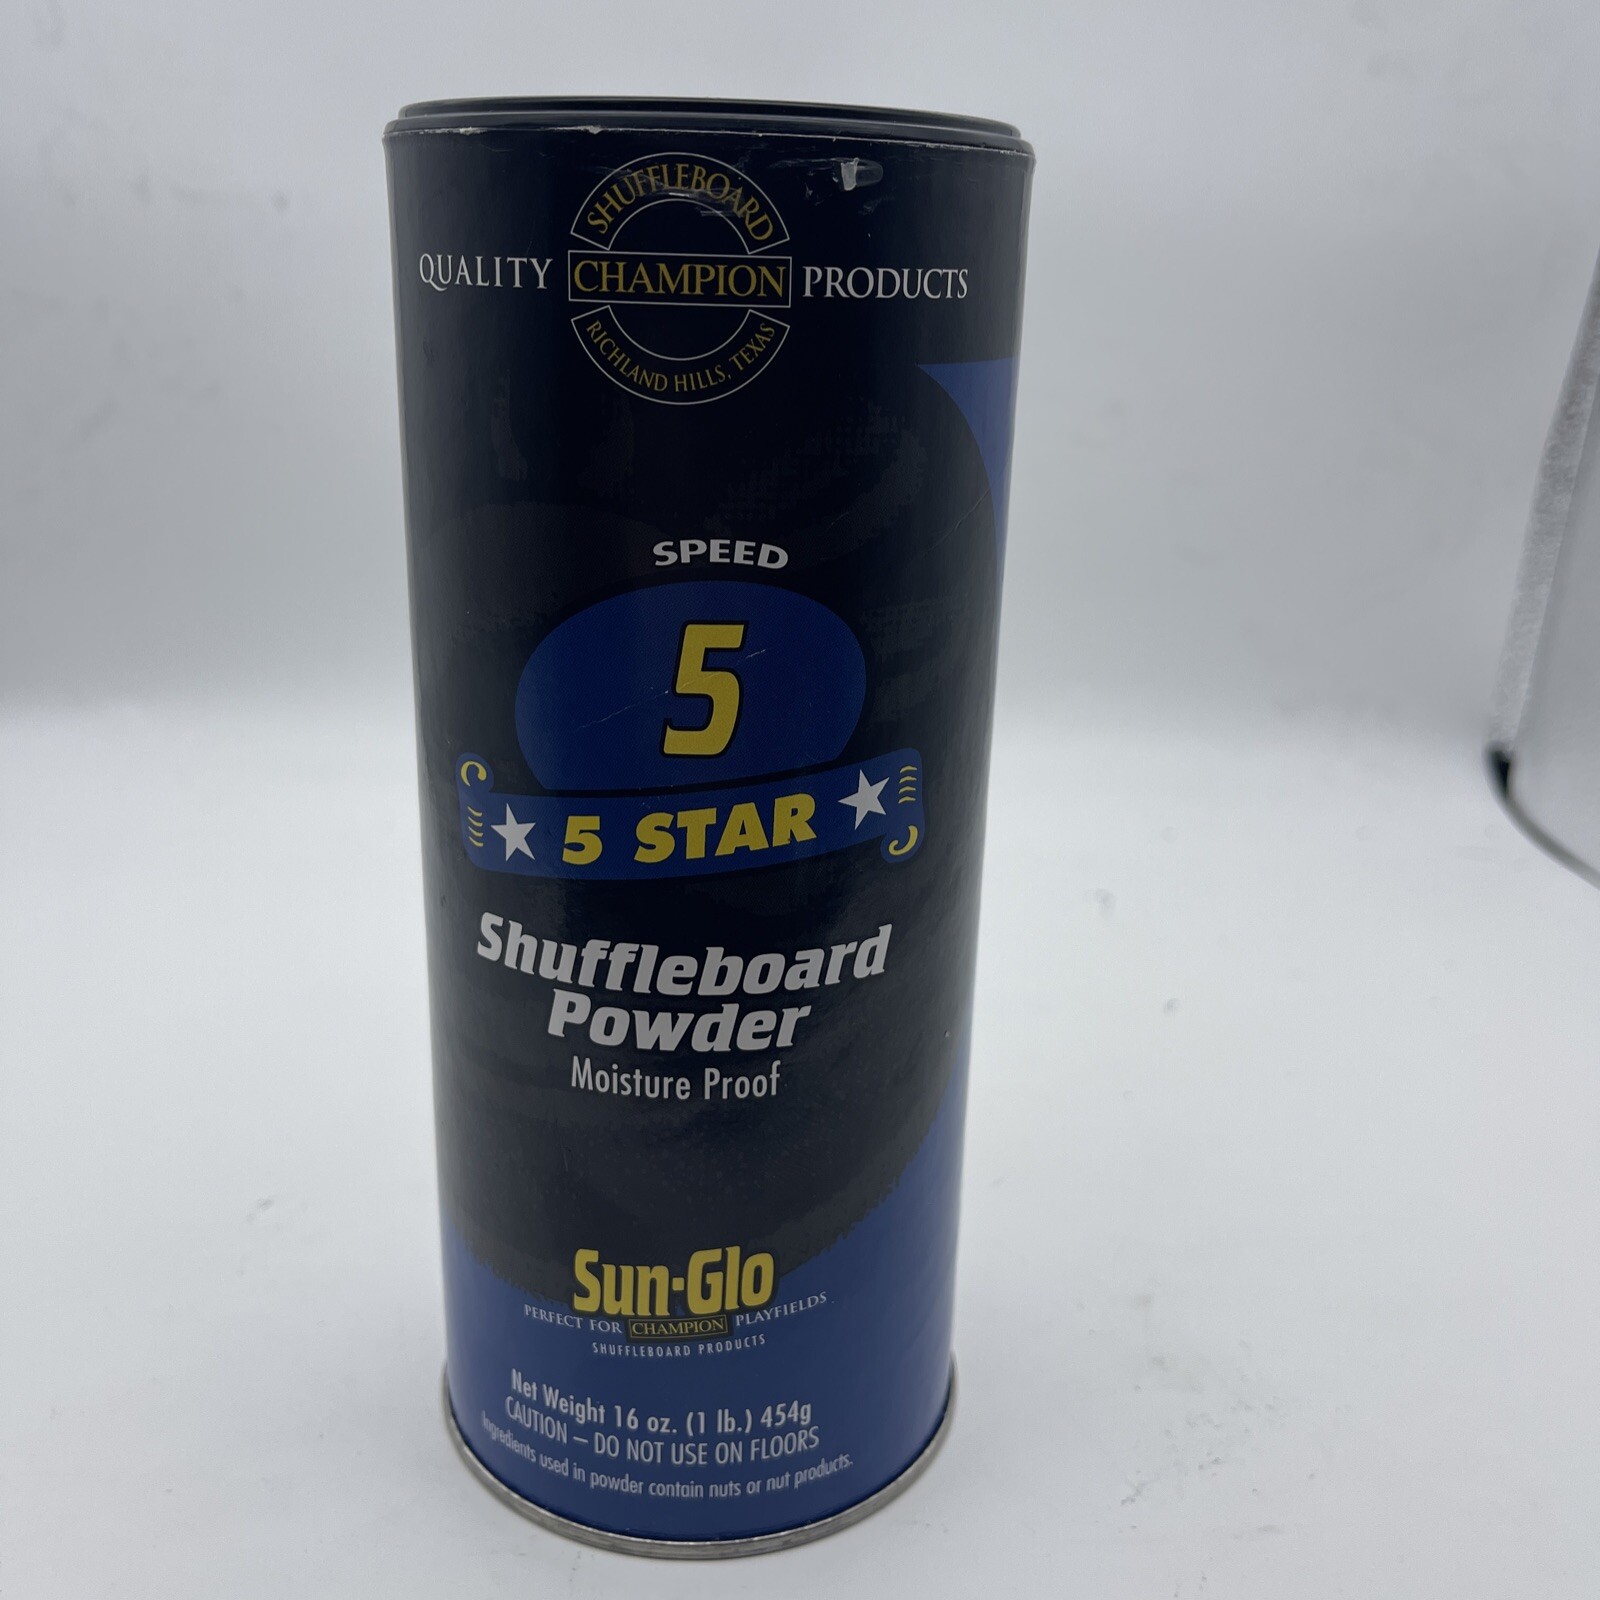 SHUFFLEBOARD
QUALITY CHAMPION PRODUCTS
RICHLAND HILLS, TEXAS
SPEED
5
5 STAR
Shuffleboard
Powder
Moisture Proof
Sun-Glo
PERFECT FOR CHAMPION PLAYFIELDS
SHUFFLEBOARD PRODUCTS
Net Weight 16 oz. (1 lb.) 454g
CAUTION – DO NOT USE ON FLOORS
Ingredients used in powder contain nuts or nut products.